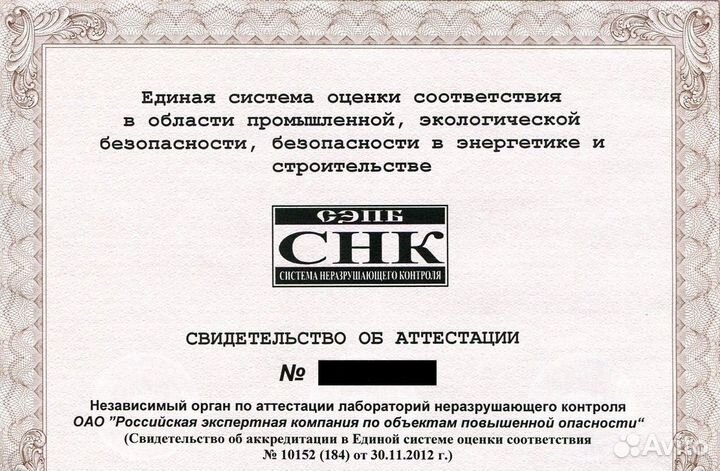 Единая система оценки соответствия
в области промышленной, экологической
безопасности, безопасности в энергетике и
строительстве
СЭПБ
СНК
СИСТЕМА НЕРАЗРУШАЮЩЕГО КОНТРОЛЯ
СВИДЕТЕЛЬСТВО ОБ АТТЕСТАЦИИ
№
Независимый орган по аттестации лабораторий неразрушающего контроля
ОАО "Российская экспертная компания по объектам повышенной опасности"
(Свидетельство об аккредитации в Единой системе оценки соответствия
№ 10152 (184) от 30.11.2012 г.)
Avito